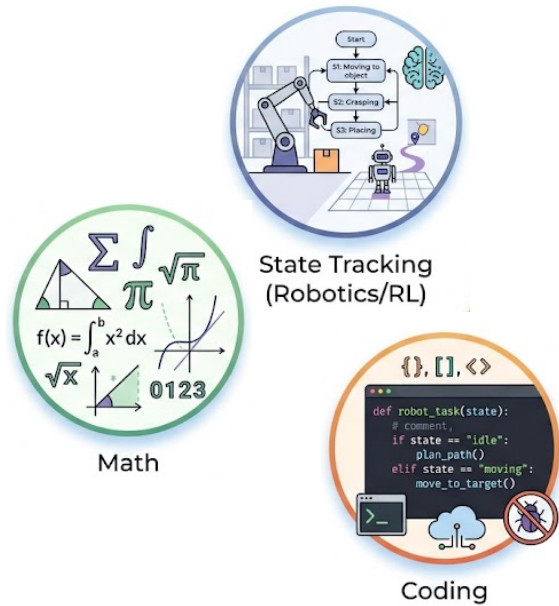 Start
S1: Moving to
object
S2: Grasping
S3: Placing
State Tracking
(Robotics/RL)
Σ ∫ √π
π
f(x) = ∫_a^b x² dx
√x
0123
Math
{}, [], <>
def robot_task(state):
# comment,
if state == "idle":
plan_path()
elif state == "moving":
move_to_target()
>_
Coding